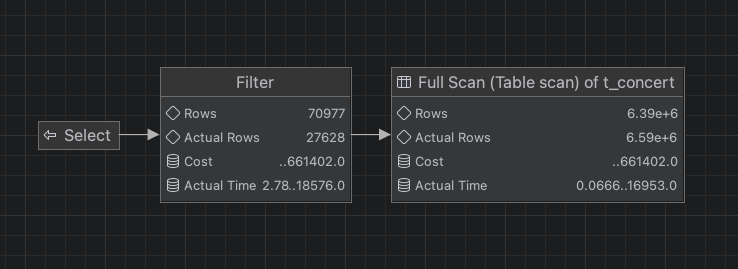 Select
Filter
Rows 70977
Actual Rows 27628
Cost ..661402.0
Actual Time 2.78..18576.0
Full Scan (Table scan) of t_concert
Rows 6.39e+6
Actual Rows 6.59e+6
Cost ..661402.0
Actual Time 0.0666..16953.0